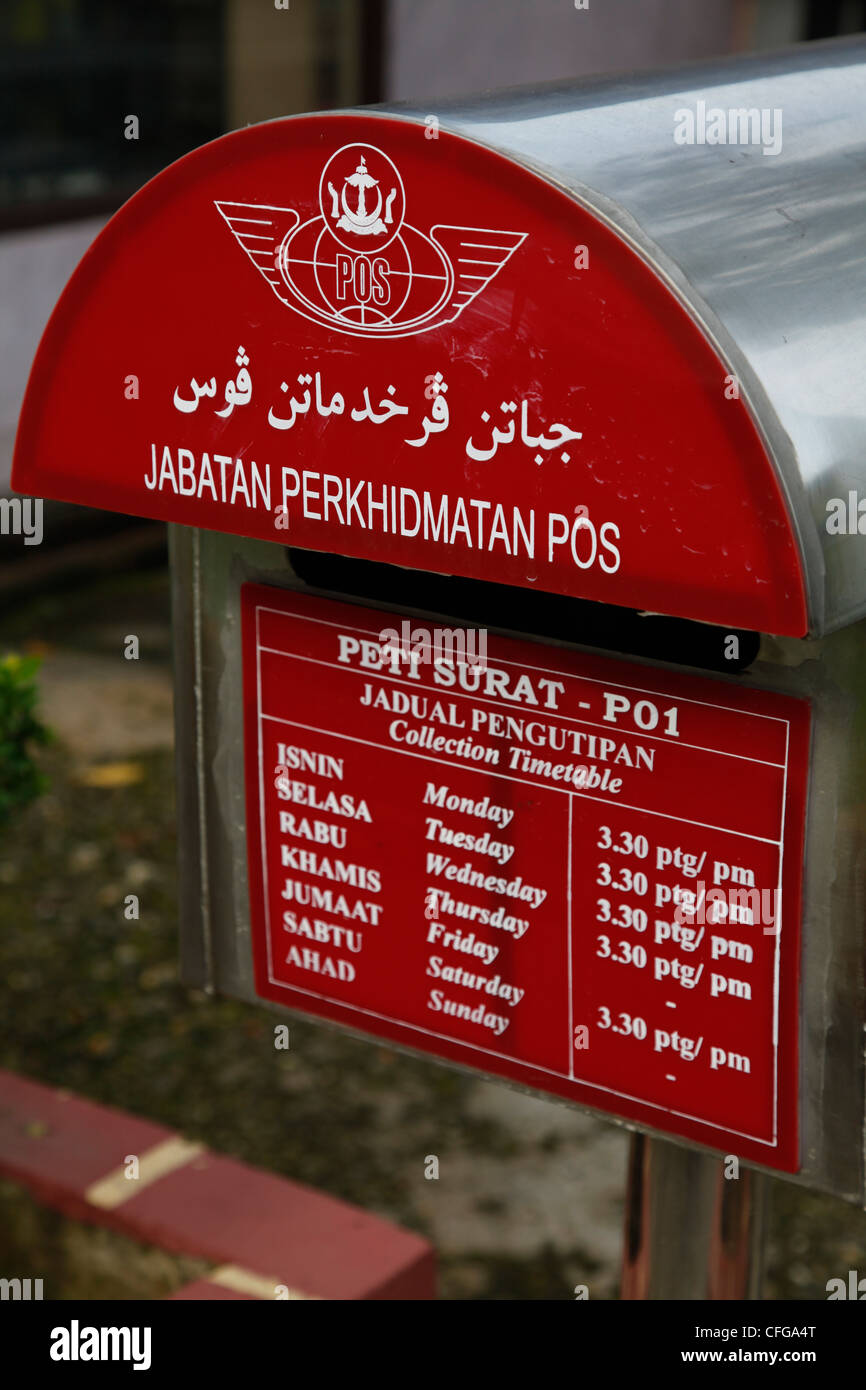 POS
جباتن ڤرخدماتن ڤوس
JABATAN PERKHIDMATAN POS
PETI SURAT - P01
JADUAL PENGUTIPAN
Collection Timetable
ISNIN Monday 3.30 ptg/ pm
SELASA Tuesday 3.30 ptg/ pm
RABU Wednesday 3.30 ptg/ pm
KHAMIS Thursday 3.30 ptg/ pm
JUMAAT Friday -
SABTU Saturday 3.30 ptg/ pm
AHAD Sunday -
alamy
Image ID: CFGA4T
www.alamy.com